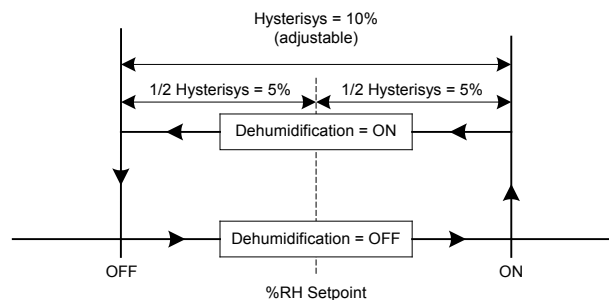 Hysterisys = 10%
(adjustable)
1/2 Hysterisys = 5%
1/2 Hysterisys = 5%
Dehumidification = ON
Dehumidification = OFF
OFF
ON
%RH Setpoint